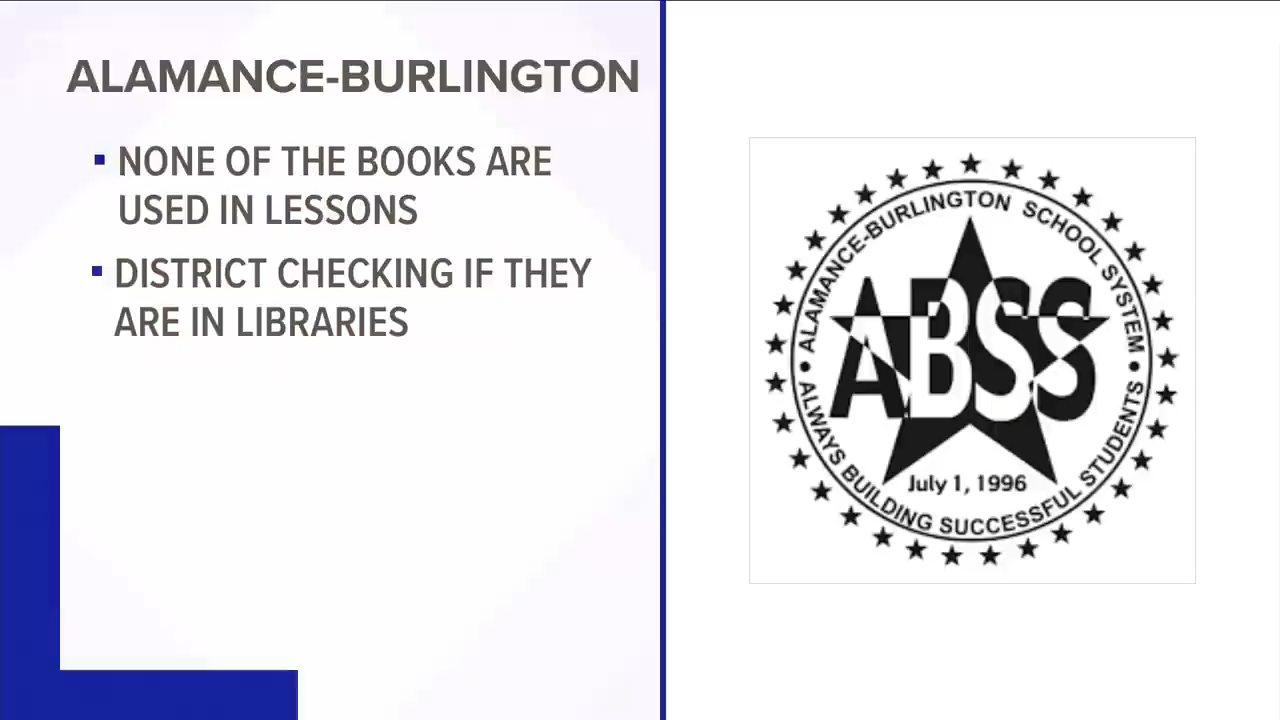 ALAMANCE-BURLINGTON
▪ NONE OF THE BOOKS ARE
USED IN LESSONS
▪ DISTRICT CHECKING IF THEY
ARE IN LIBRARIES
• ALAMANCE-BURLINGTON SCHOOL SYSTEM •
ABSS
July 1, 1996
ALWAYS BUILDING SUCCESSFUL STUDENTS